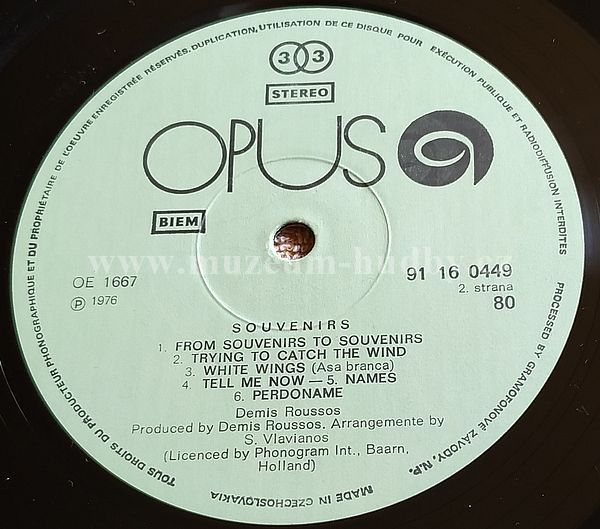 TOUS DROITS DU PRODUCTEUR PHONOGRAPHIQUE ET DU PROPRIÉTAIRE DE L'OEUVRE ENREGISTRÉE RÉSERVÉS. DUPLICATION, UTILISATION DE CE DISQUE POUR EXÉCUTION PUBLIQUE ET RADIODIFFUSION INTERDITES
33
STEREO
OPUS
BIEM
www.muzeum-hudby.cz
OE 1667
91 16 0449
℗ 1976
2. strana
80
SOUVENIRS
1. FROM SOUVENIRS TO SOUVENIRS
2. TRYING TO CATCH THE WIND
3. WHITE WINGS (Asa branca)
4. TELL ME NOW — 5. NAMES
6. PERDONAME
Demis Roussos
Produced by Demis Roussos. Arrangements by
S. Vlavianos
(Licenced by Phonogram Int., Baarn,
Holland)
MADE IN CZECHOSLOVAKIA
PROCESSED BY GRAMOFONOVÉ ZÁVODY, N.P.